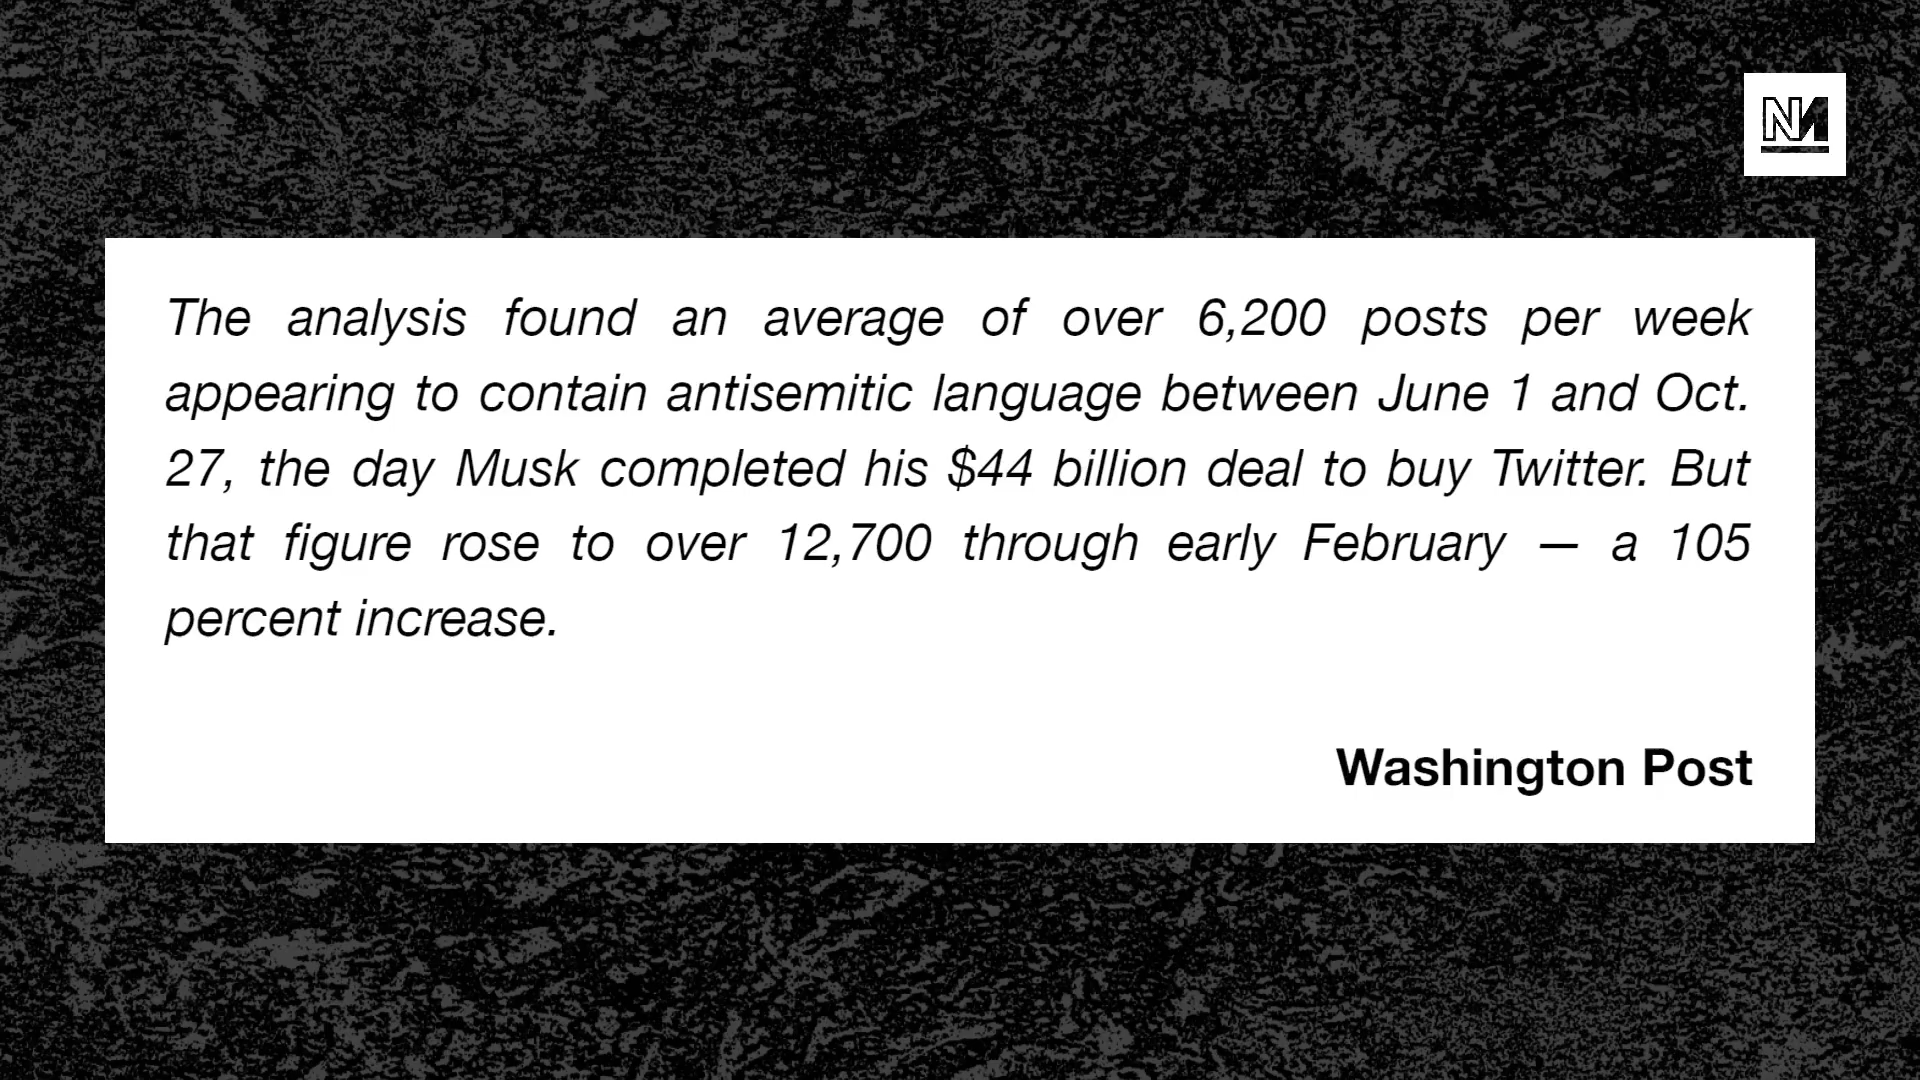 NM
The analysis found an average of over 6,200 posts per week
appearing to contain antisemitic language between June 1 and Oct.
27, the day Musk completed his $44 billion deal to buy Twitter. But
that figure rose to over 12,700 through early February — a 105
percent increase.
Washington Post